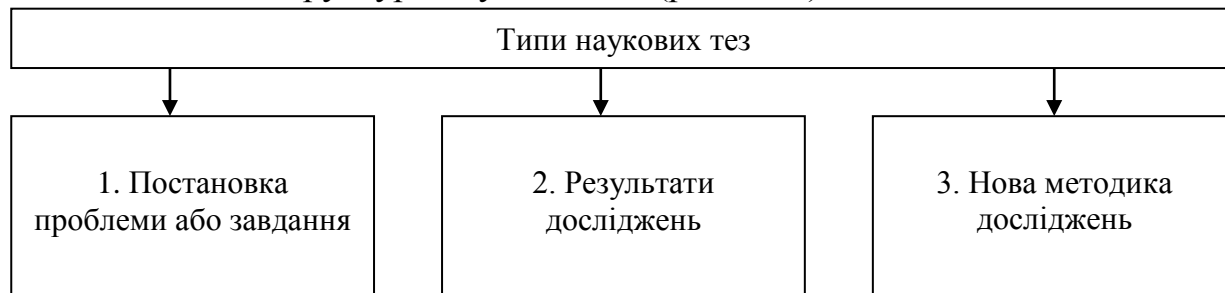 Типи наукових тез
1. Постановка
проблеми або завдання
2. Результати
досліджень
3. Нова методика
досліджень